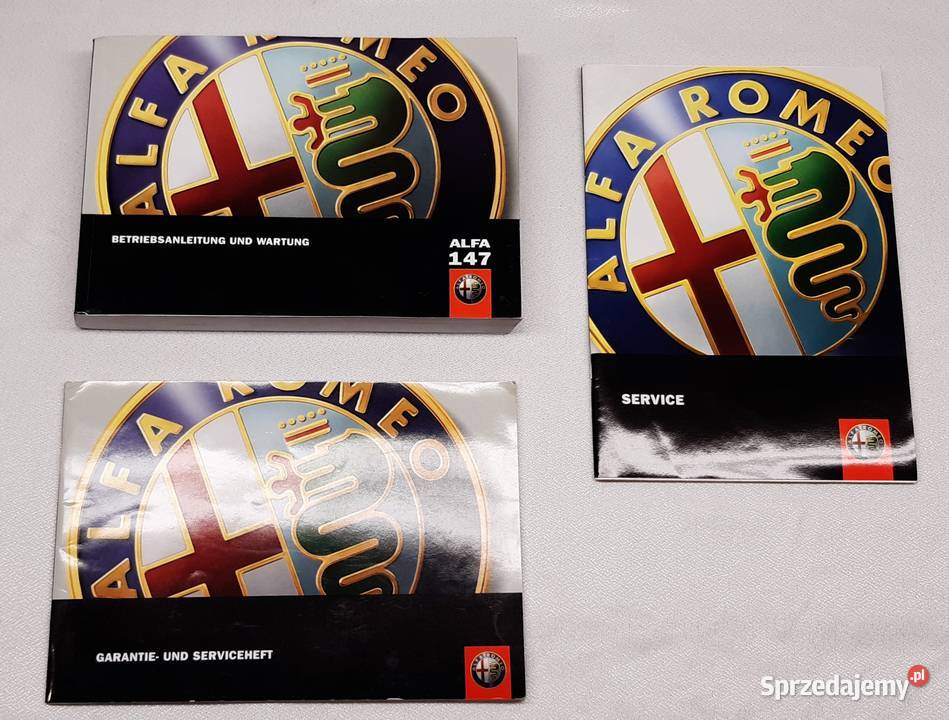 ALFA ROMEO
BETRIEBSANLEITUNG UND WARTUNG
ALFA
147
ALFA ROMEO
SERVICE
ALFA ROMEO
GARANTIE- UND SERVICEHEFT
Sprzedajemy.pl